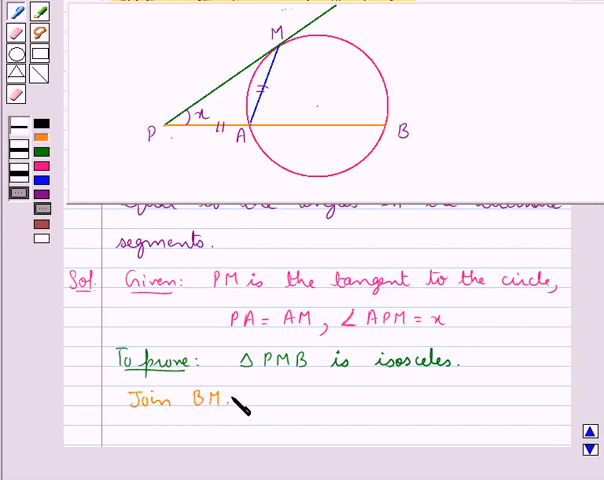 M
x
P
A
B
segments.
Sol. Given: PM is the tangent to the circle,
PA = AM, ∠APM = x
To prove: △ PMB is isosceles.
Join BM.